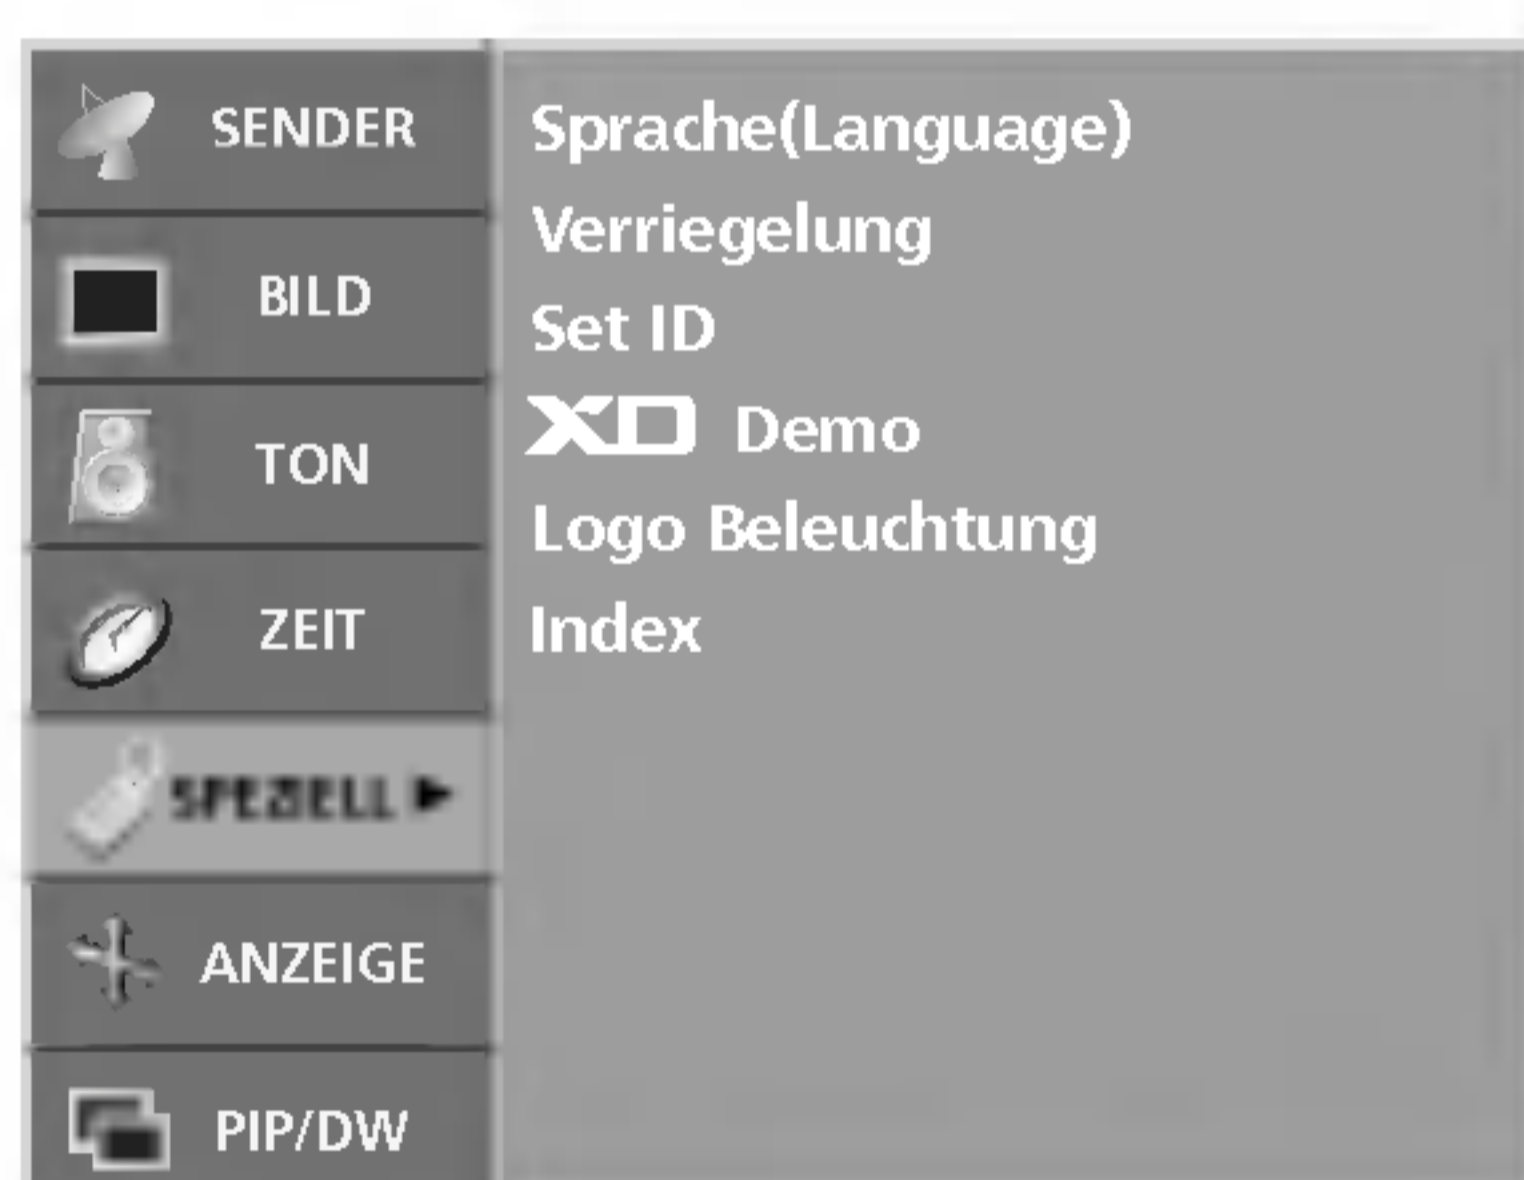 SENDER
BILD
TON
ZEIT
SPEZIELL
ANZEIGE
PIP/DW
Sprache(Language)
Verriegelung
Set ID
XD Demo
Logo Beleuchtung
Index